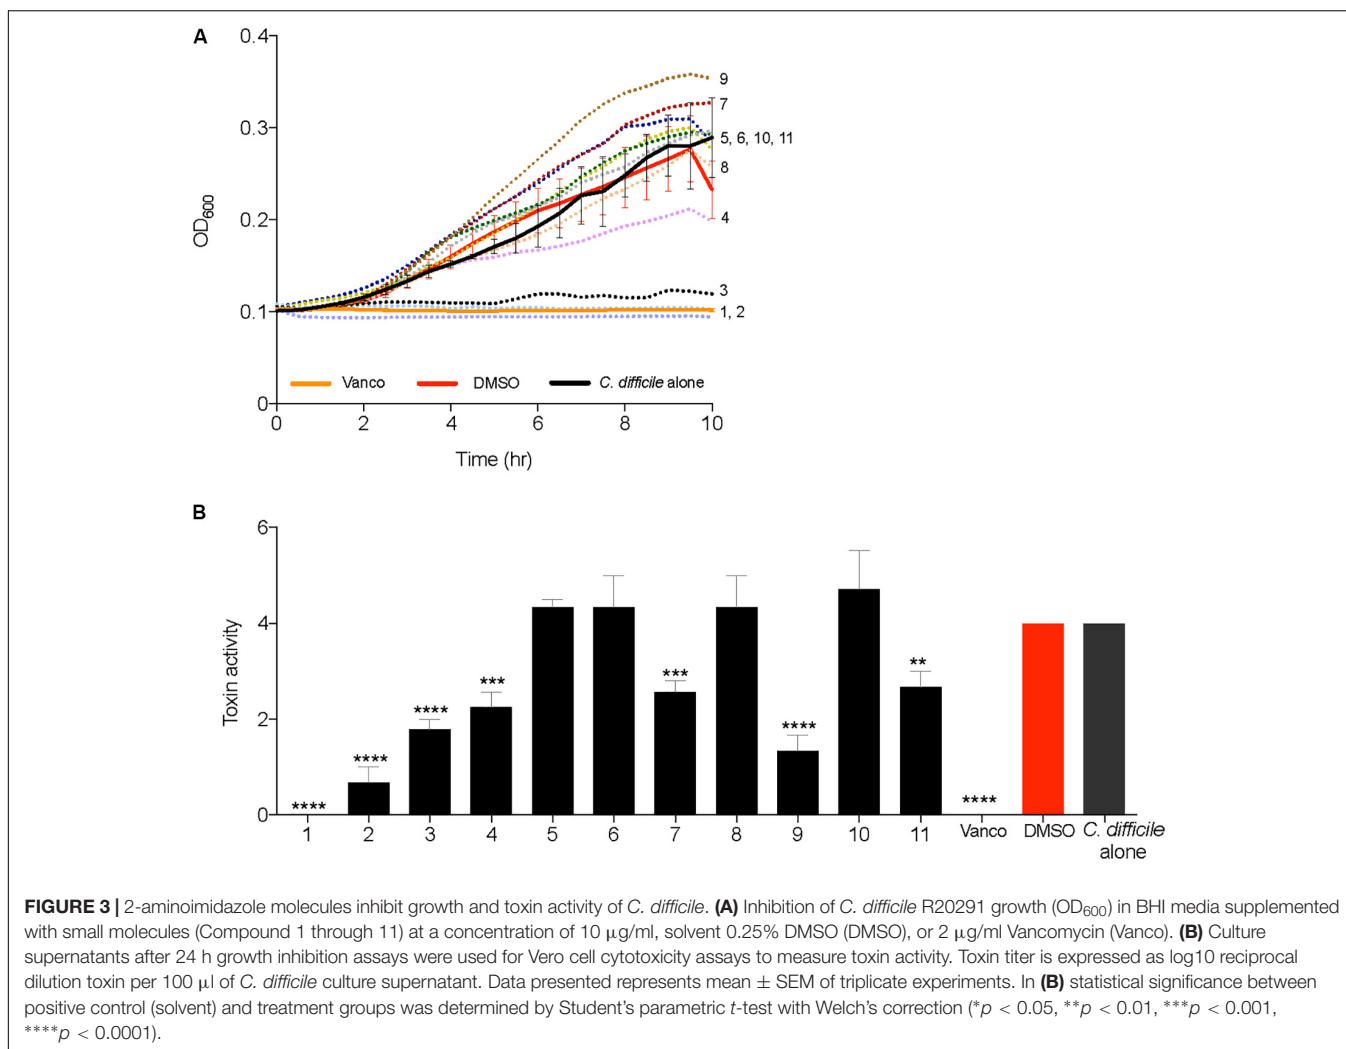 A
0.4
0.3
0.2
0.1
0
OD600
9
7
5, 6, 10, 11
8
4
3
1, 2
Vanco
DMSO
C. difficile alone
0
2
4
6
8
10
Time (hr)
B
6
4
2
0
Toxin activity
****
****
****
***
***
****
**
****
1
2
3
4
5
6
7
8
9
10
11
Vanco
DMSO
C. difficile
alone
FIGURE 3 | 2-aminoimidazole molecules inhibit growth and toxin activity of C. difficile. (A) Inhibition of C. difficile R20291 growth (OD600) in BHI media supplemented
with small molecules (Compound 1 through 11) at a concentration of 10 μg/ml, solvent 0.25% DMSO (DMSO), or 2 μg/ml Vancomycin (Vanco). (B) Culture
supernatants after 24 h growth inhibition assays were used for Vero cell cytotoxicity assays to measure toxin activity. Toxin titer is expressed as log10 reciprocal
dilution toxin per 100 μl of C. difficile culture supernatant. Data presented represents mean ± SEM of triplicate experiments. In (B) statistical significance between
positive control (solvent) and treatment groups was determined by Student's parametric t-test with Welch's correction (*p < 0.05, **p < 0.01, ***p < 0.001,
****p < 0.0001).